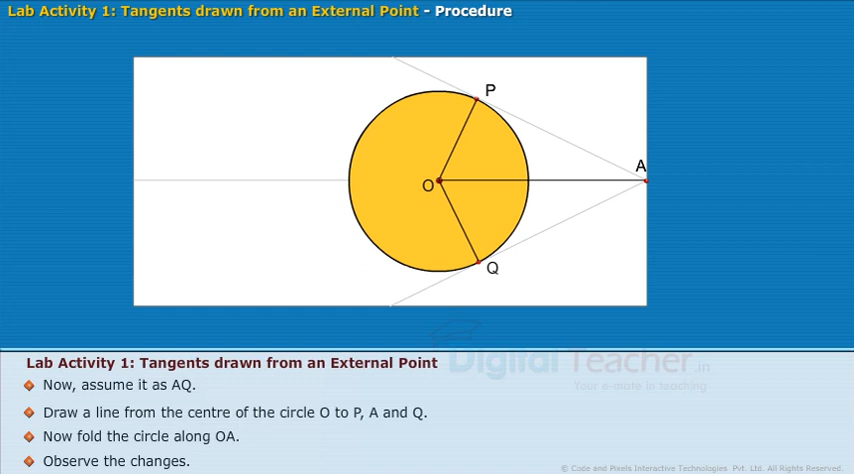 Lab Activity 1: Tangents drawn from an External Point - Procedure
P
A
O
Q
Lab Activity 1: Tangents drawn from an External Point
Digital Teacher.in
Your e-mate in teaching
Now, assume it as AQ.
Draw a line from the centre of the circle O to P, A and Q.
Now fold the circle along OA.
Observe the changes.
© Code and Pixels Interactive Technologies Pvt. Ltd. All Rights Reserved.